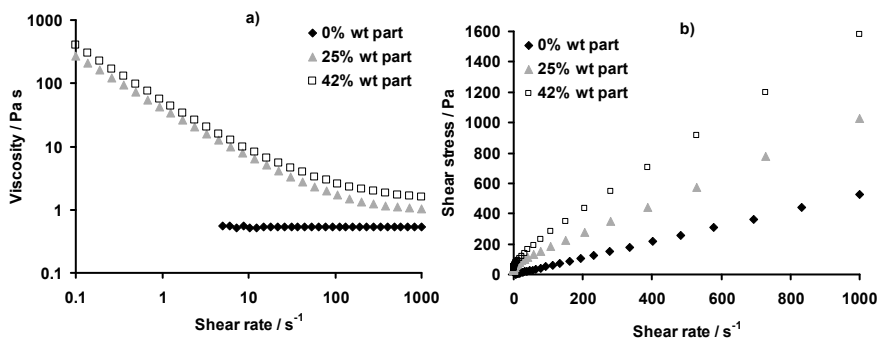 a)
1000
100
10
1
0.1
Viscosity / Pa s
0% wt part
25% wt part
42% wt part
0.1 1 10 100 1000
Shear rate / s-1
b)
1600
1400
1200
1000
800
600
400
200
0
Shear stress / Pa
0% wt part
25% wt part
42% wt part
0 200 400 600 800 1000
Shear rate / s-1